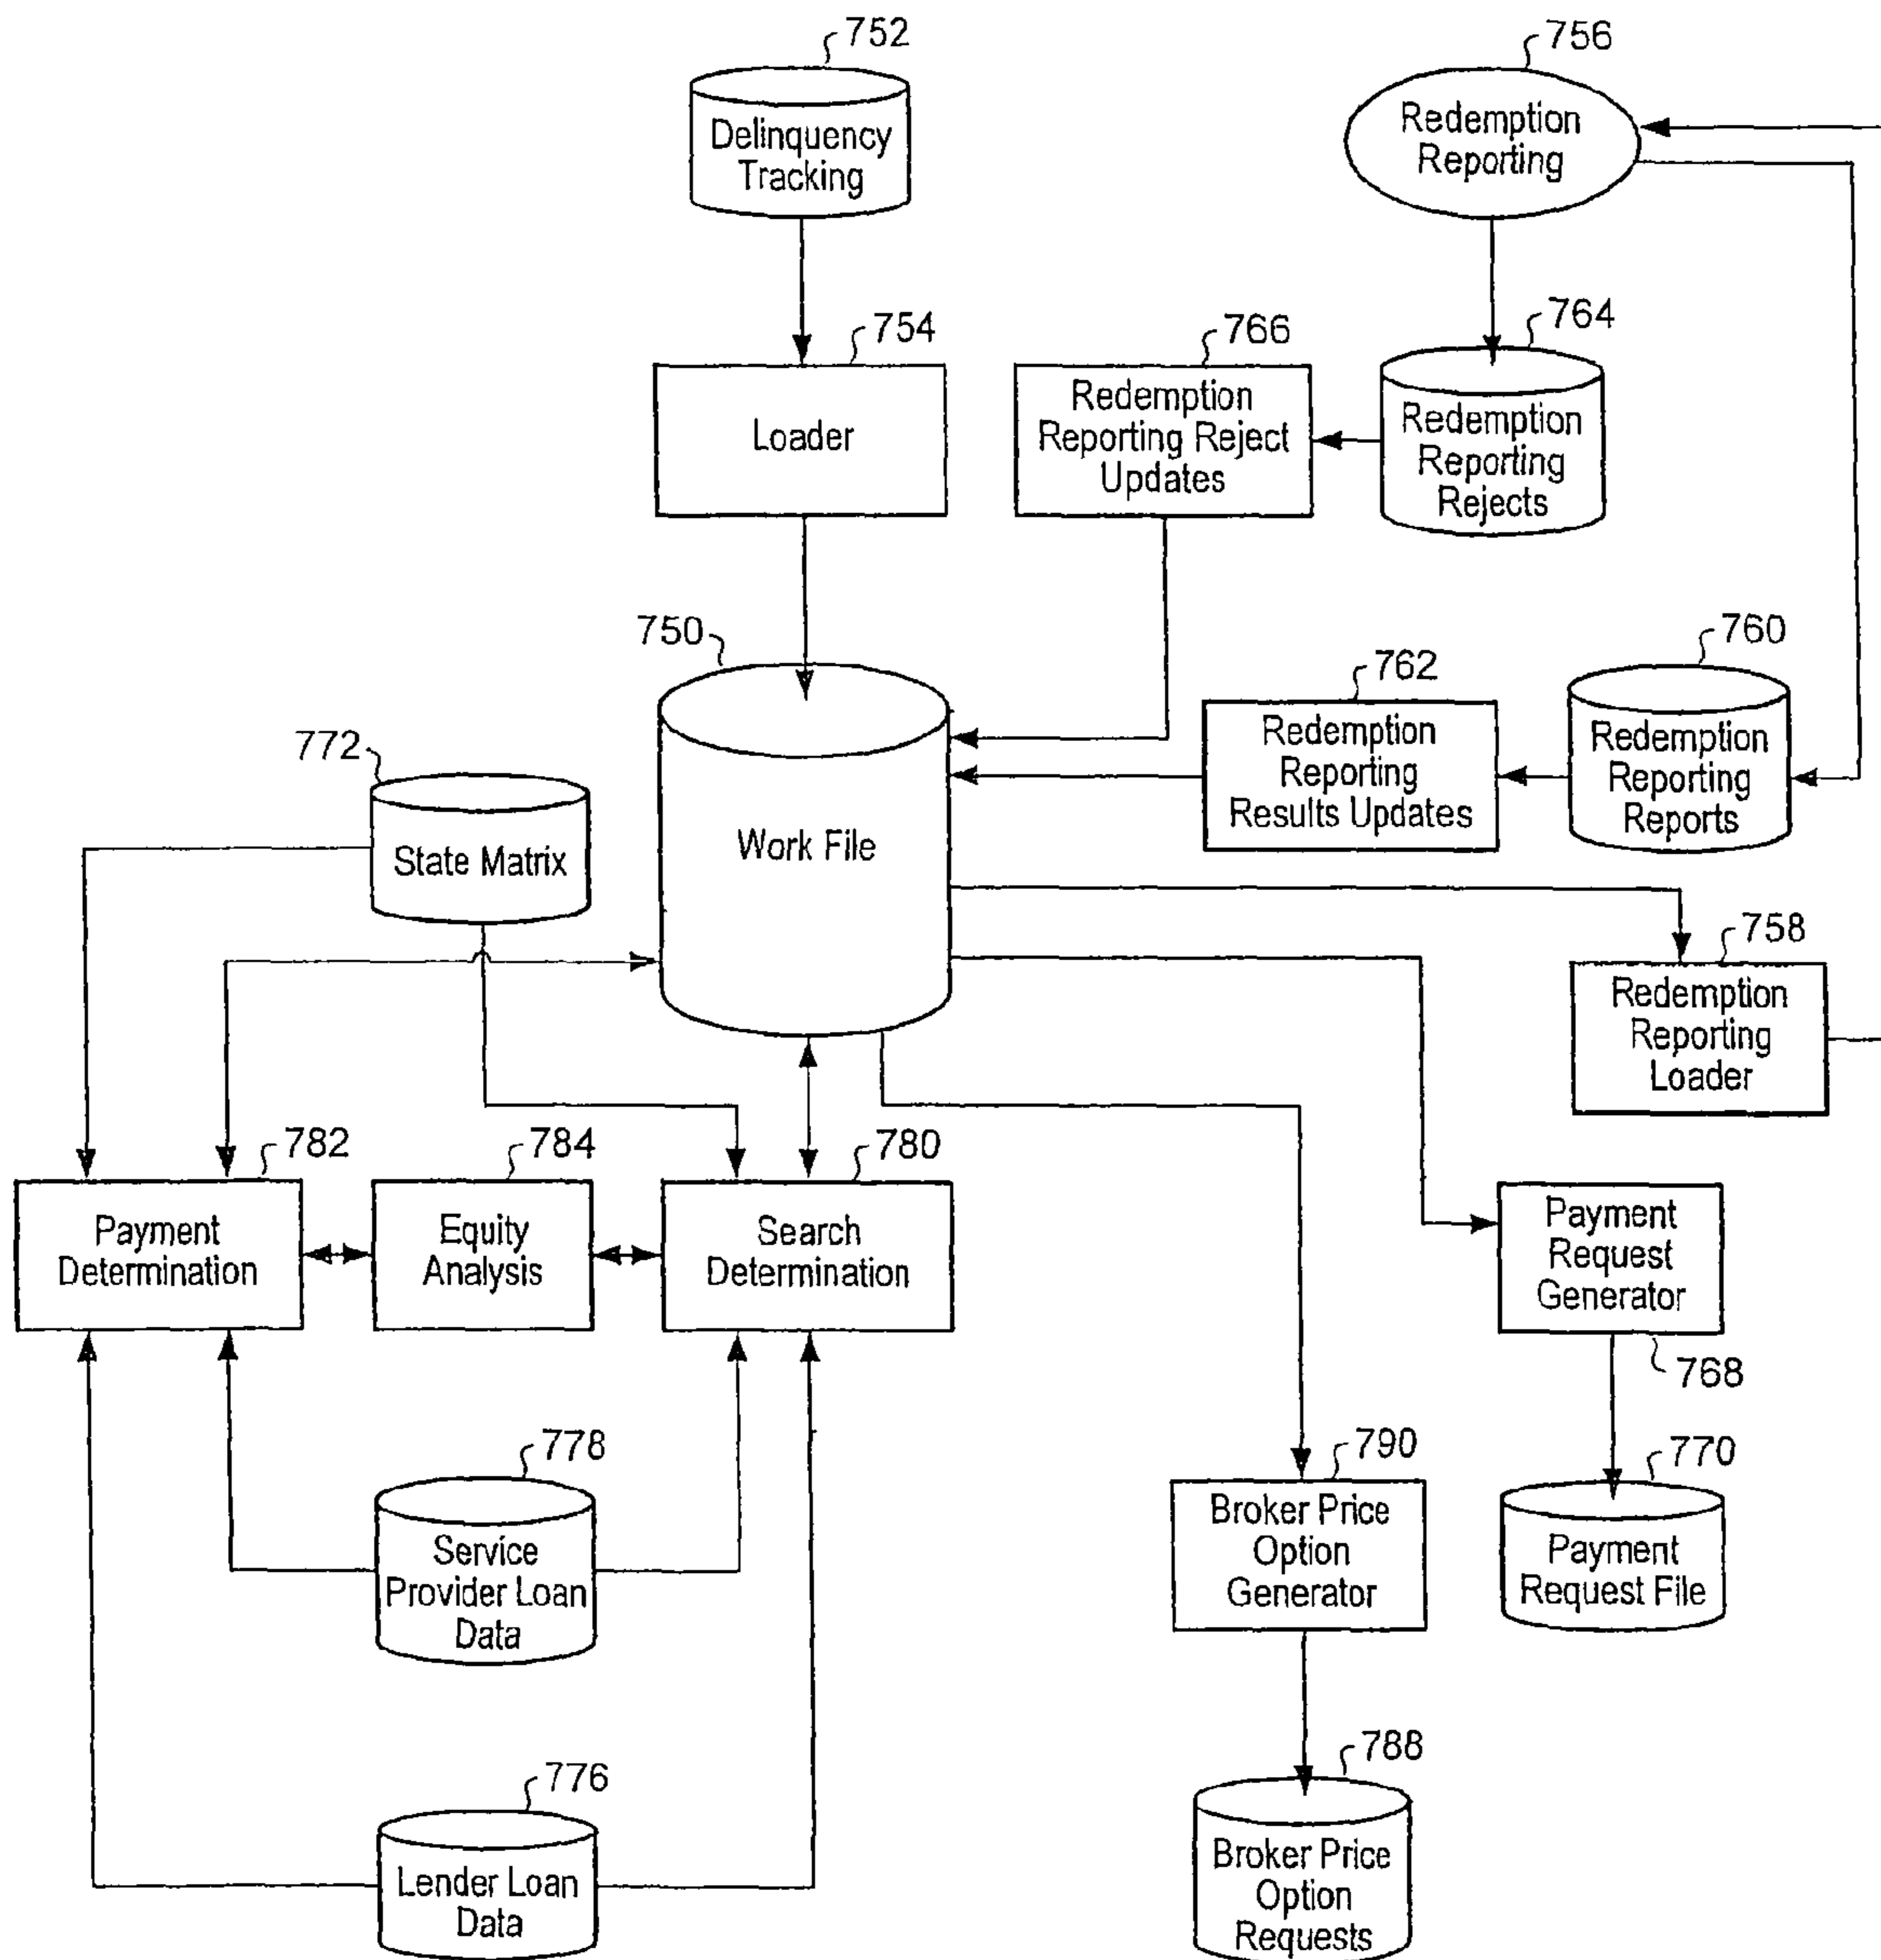 752
Delinquency
Tracking
756
Redemption
Reporting
754
Loader
766
Redemption
Reporting Reject
Updates
764
Redemption
Reporting
Rejects
750
Work File
762
Redemption
Reporting
Results Updates
760
Redemption
Reporting
Reports
772
State Matrix
758
Redemption
Reporting
Loader
782
Payment
Determination
784
Equity
Analysis
780
Search
Determination
Payment
Request
Generator
768
778
Service
Provider Loan
Data
790
Broker Price
Option
Generator
770
Payment
Request File
776
Lender Loan
Data
788
Broker Price
Option
Requests